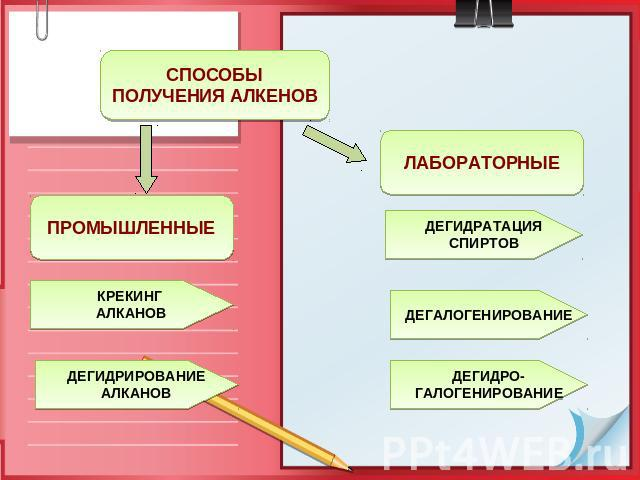 СПОСОБЫ
ПОЛУЧЕНИЯ АЛКЕНОВ
ПРОМЫШЛЕННЫЕ
КРЕКИНГ
АЛКАНОВ
ДЕГИДРИРОВАНИЕ
АЛКАНОВ
ЛАБОРАТОРНЫЕ
ДЕГИДРАТАЦИЯ
СПИРТОВ
ДЕГАЛОГЕНИРОВАНИЕ
ДЕГИДРО-
ГАЛОГЕНИРОВАНИЕ
PPt4WEB.ru